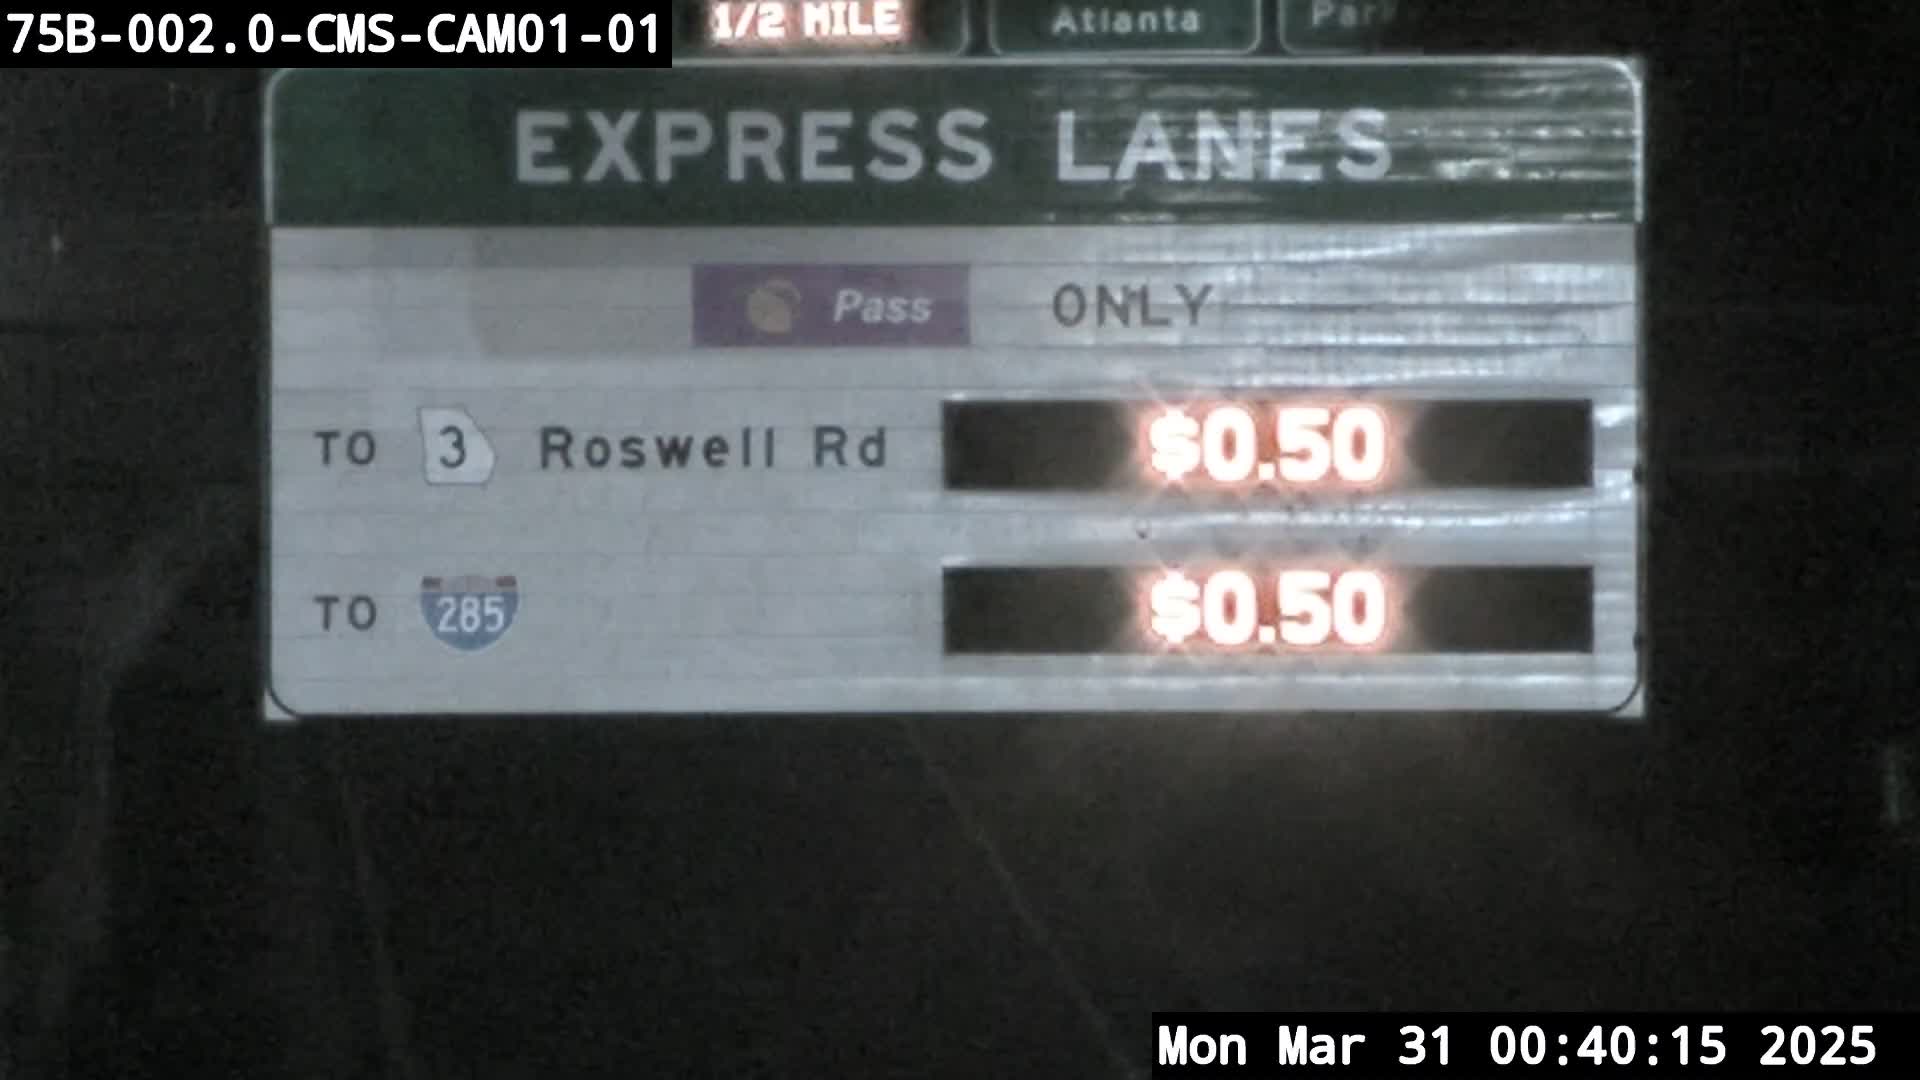 75B-002.0-CMS-CAM01-01
1/2 MILE
Atlanta
EXPRESS LANES
Pass ONLY
TO 3 Roswell Rd $0.50
TO 285 $0.50
Mon Mar 31 00:40:15 2025